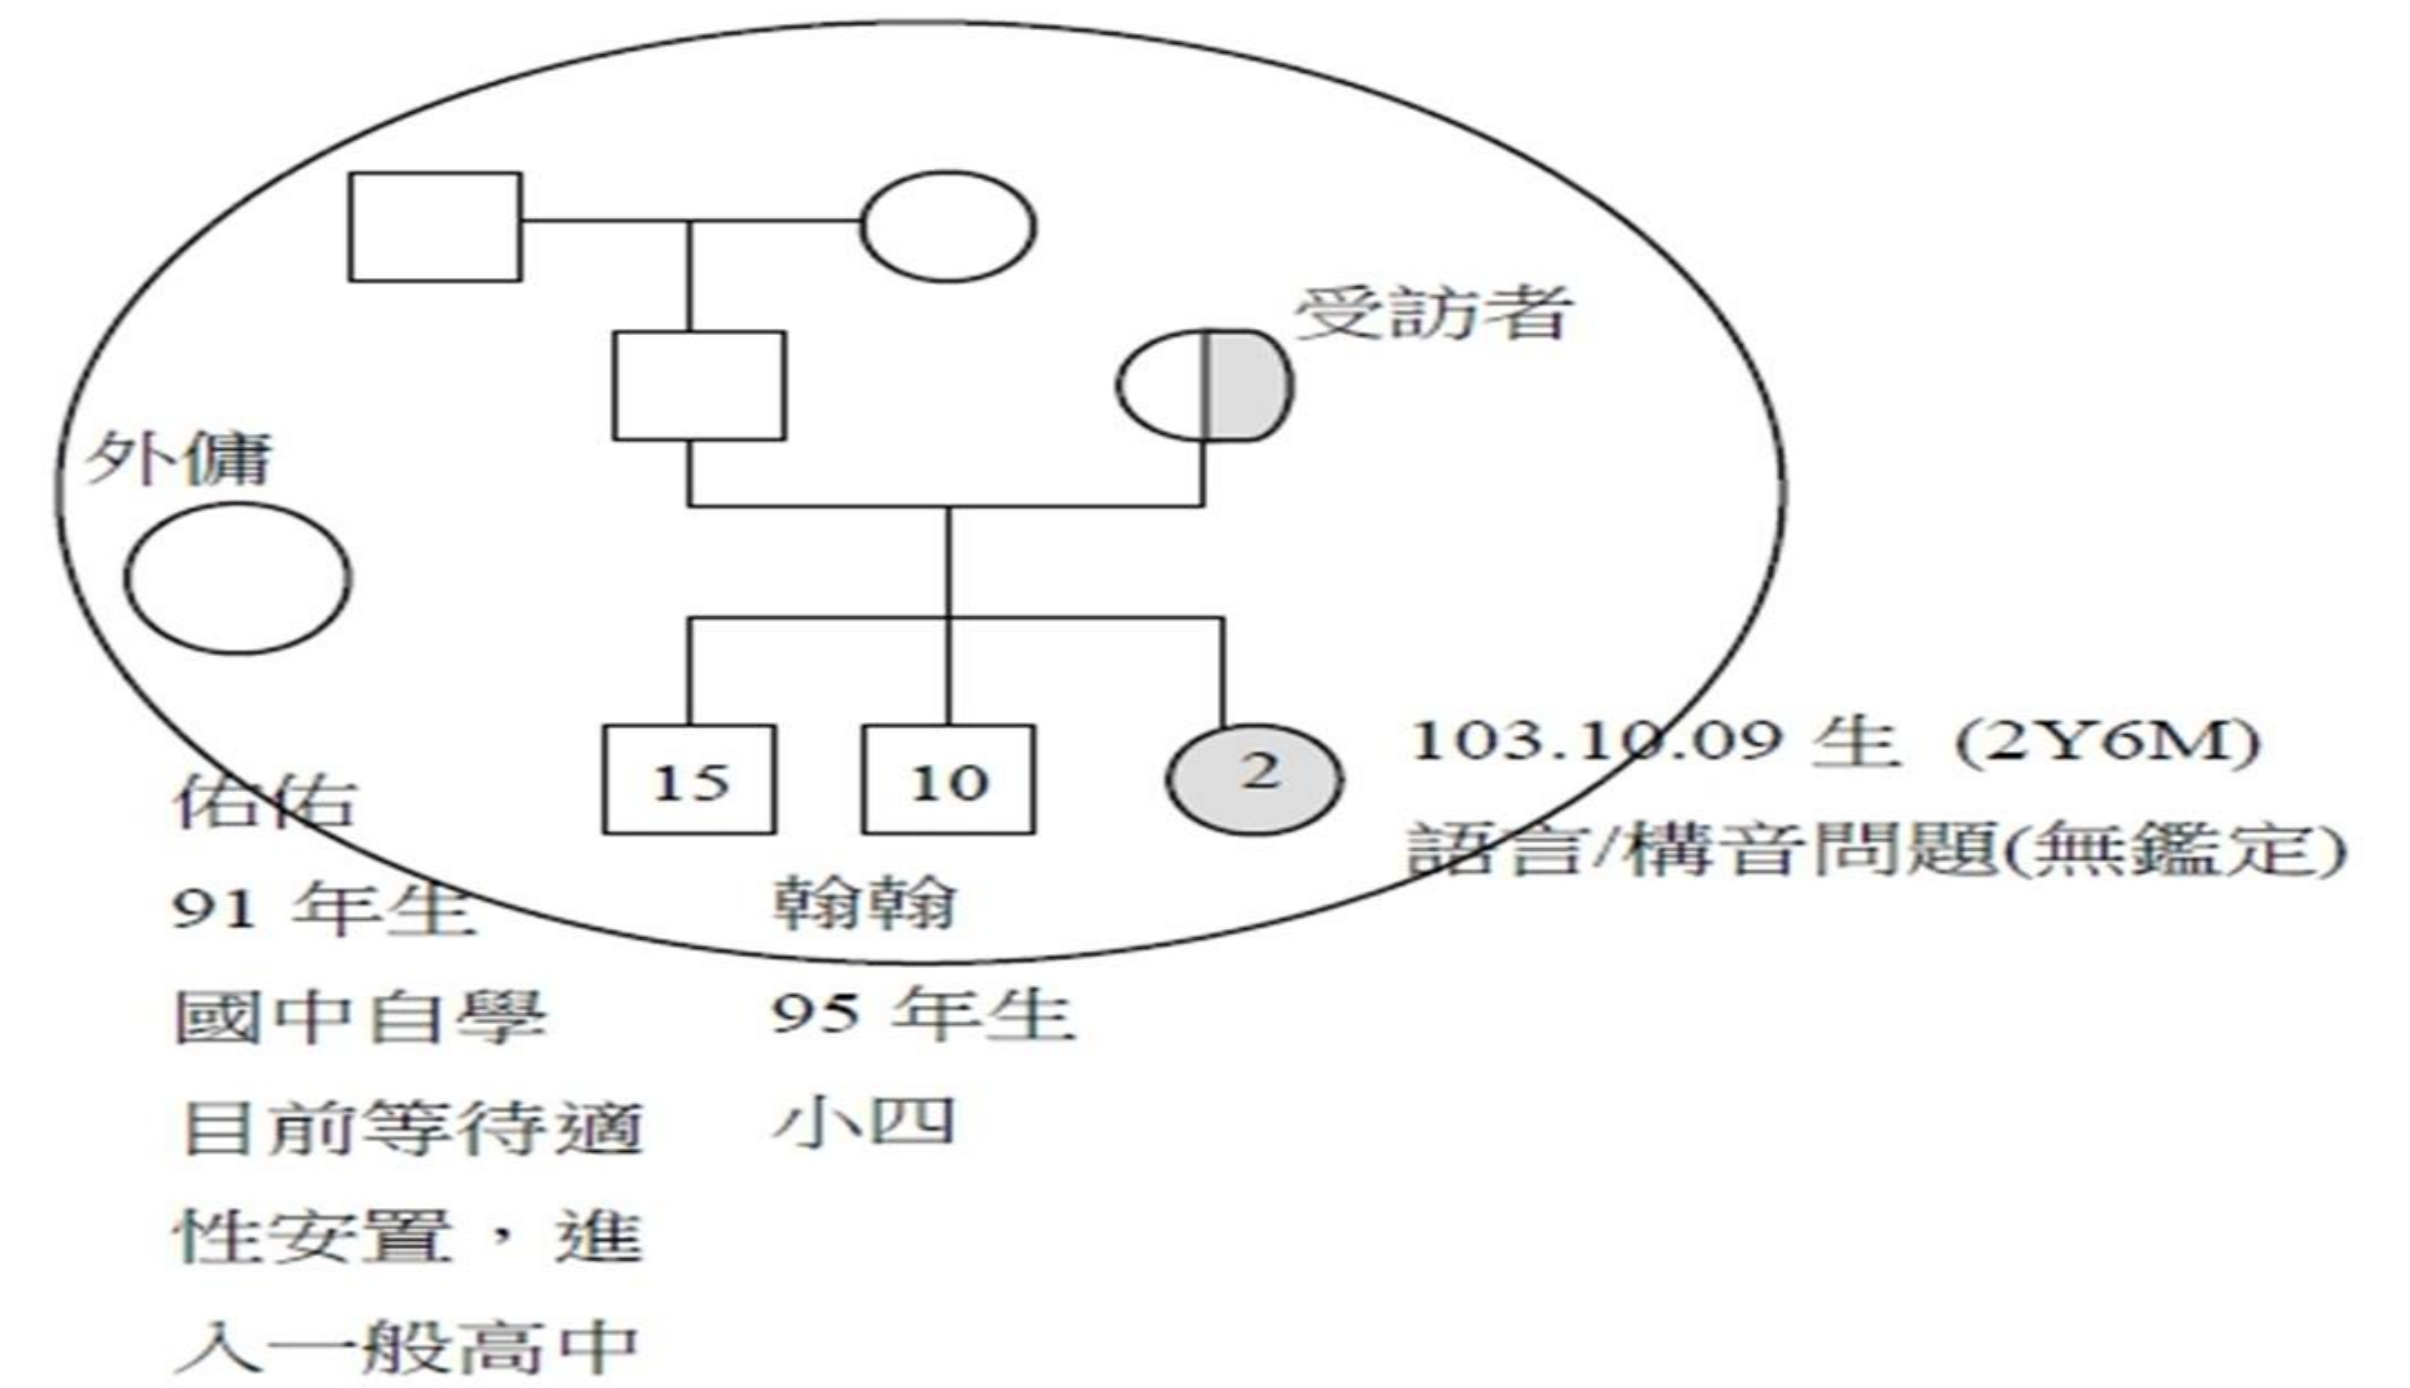 受訪者
外傭
15
10
2
103.10.09 生 (2Y6M)
語言/構音問題(無鑑定)
佑佑
91 年生
國中自學
目前等待適
性安置，進
入一般高中
翰翰
95 年生
小四